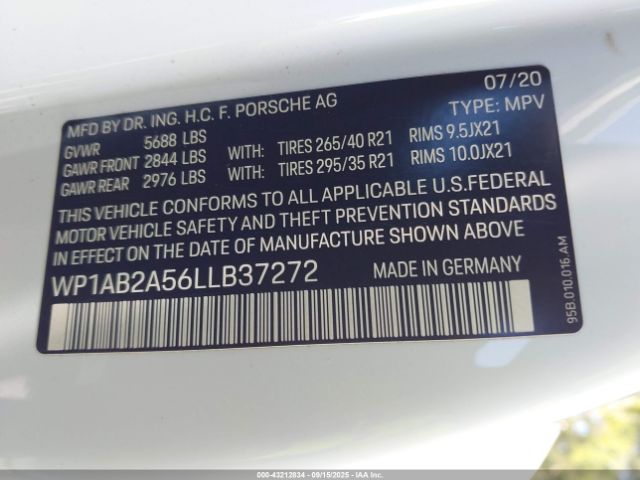 07/20
MFD BY DR. ING. H.C. F. PORSCHE AG TYPE: MPV
GVWR 5688 LBS
GAWR FRONT 2844 LBS WITH: TIRES 265/40 R21 RIMS 9.5JX21
GAWR REAR 2976 LBS WITH: TIRES 295/35 R21 RIMS 10.0JX21
THIS VEHICLE CONFORMS TO ALL APPLICABLE U.S.FEDERAL
MOTOR VEHICLE SAFETY AND THEFT PREVENTION STANDARDS
IN EFFECT ON THE DATE OF MANUFACTURE SHOWN ABOVE
WP1AB2A56LLB37272 MADE IN GERMANY
95B.010.016.AM
000-43212834 - 09/15/2025 - IAA Inc.